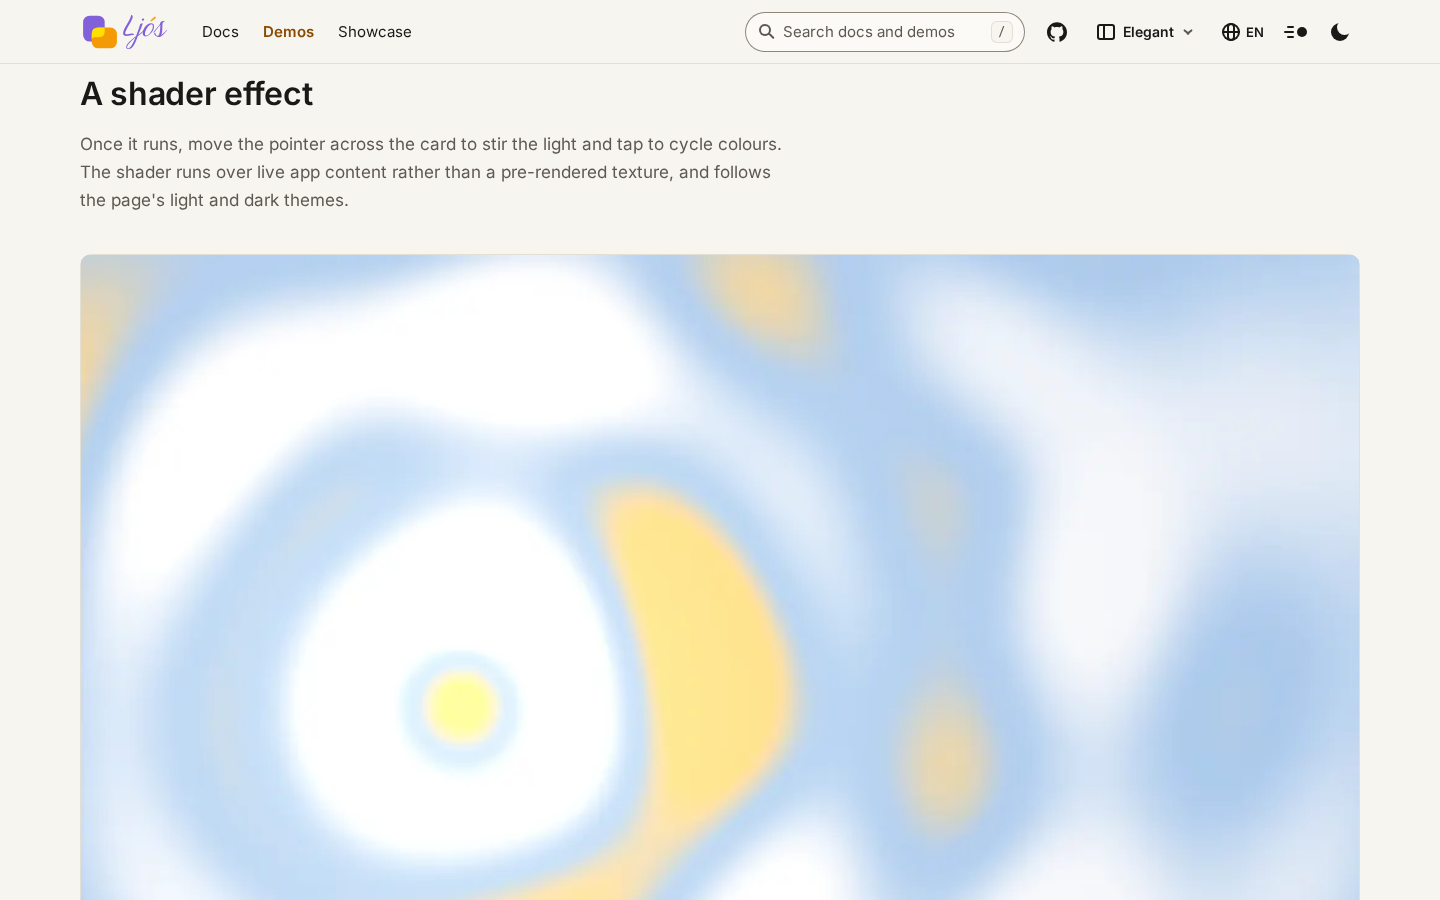 Ljós
Docs
Demos
Showcase
Search docs and demos
/
Elegant
EN
A shader effect
Once it runs, move the pointer across the card to stir the light and tap to cycle colours.
The shader runs over live app content rather than a pre-rendered texture, and follows
the page's light and dark themes.